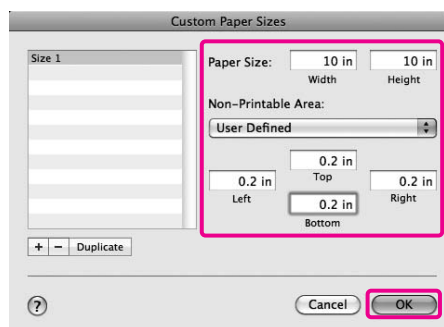 Custom Paper Sizes
Size 1
Paper Size: 10 in 10 in
Width Height
Non-Printable Area:
User Defined
0.2 in
Top
0.2 in 0.2 in
Left Right
0.2 in
Bottom
+ - Duplicate
? Cancel OK